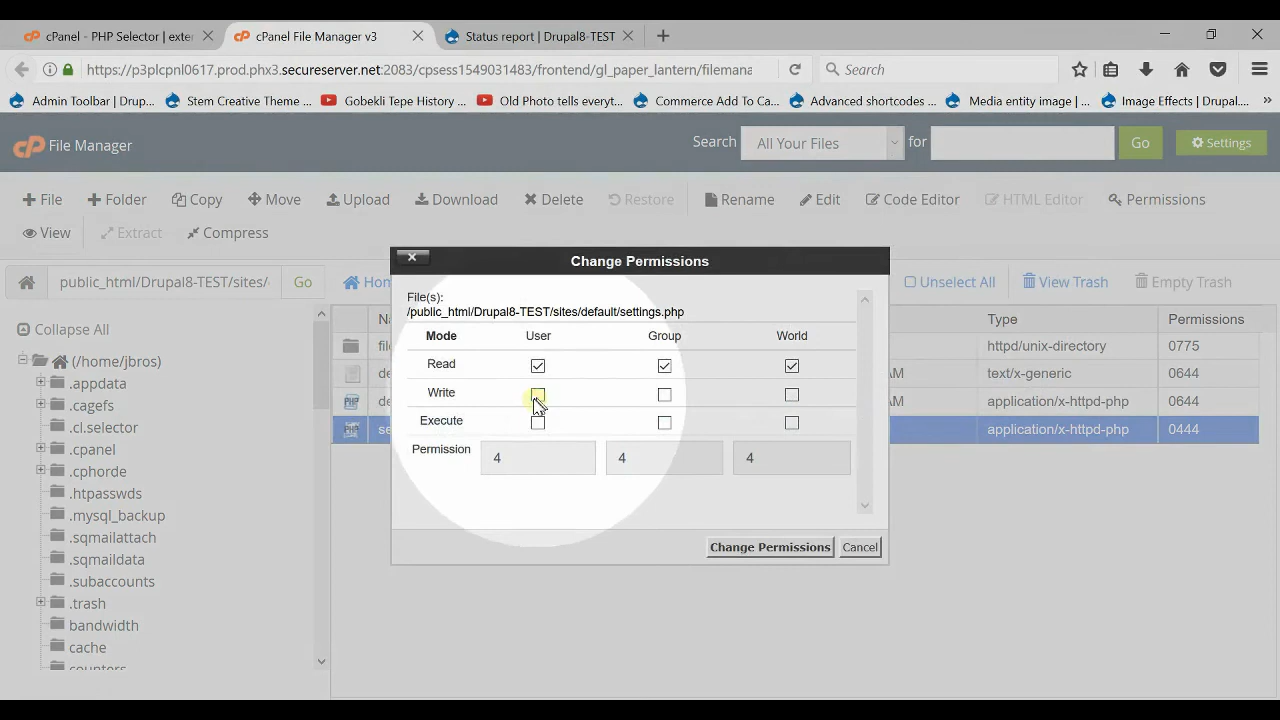 cPanel - PHP Selector | exter
cPanel File Manager v3
Status report | Drupal8-TEST
https://p3plcpnl0617.prod.phx3.secureserver.net:2083/cpsess1549031483/frontend/gl_paper_lantern/filemana
Search
Admin Toolbar | Drup...
Stem Creative Theme ...
Gobekli Tepe History ...
Old Photo tells everyt...
Commerce Add To Ca...
Advanced shortcodes ...
Media entity image | ...
Image Effects | Drupal....
cP File Manager
Search
All Your Files
for
Go
Settings
File
Folder
Copy
Move
Upload
Download
Delete
Restore
Rename
Edit
Code Editor
HTML Editor
Permissions
View
Extract
Compress
public_html/Drupal8-TEST/sites/
Go
Unselect All
View Trash
Empty Trash
Collapse All
(/home/jbros)
.appdata
.cagefs
.cl.selector
.cpanel
.cphorde
.htpasswds
.mysql_backup
.sqmailattach
.sqmaildata
.subaccounts
.trash
bandwidth
cache
counters
Change Permissions
File(s):
/public_html/Drupal8-TEST/sites/default/settings.php
Mode User Group World
Read
Write
Execute
Permission 4 4 4
Change Permissions
Cancel
Type Permissions
httpd/unix-directory 0775
AM text/x-generic 0644
AM application/x-httpd-php 0644
application/x-httpd-php 0444